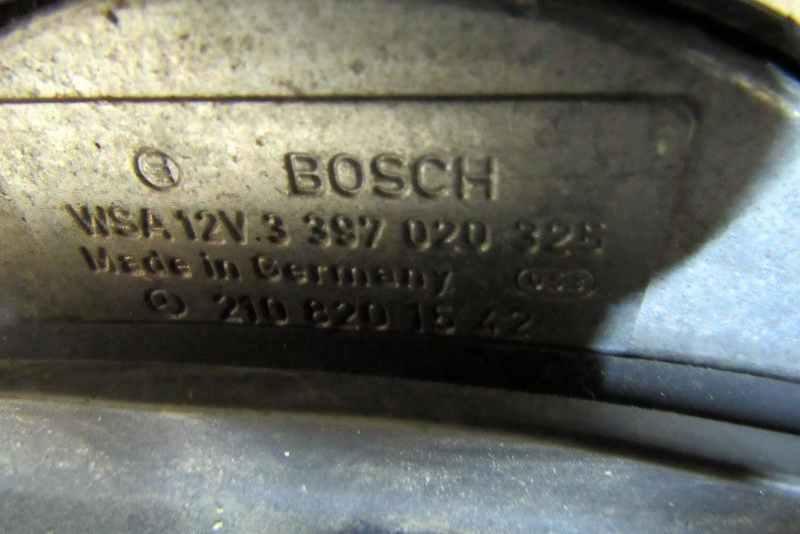 BOSCH
WSA 12V.3 397 020 325
Made in Germany
210 820 15 42